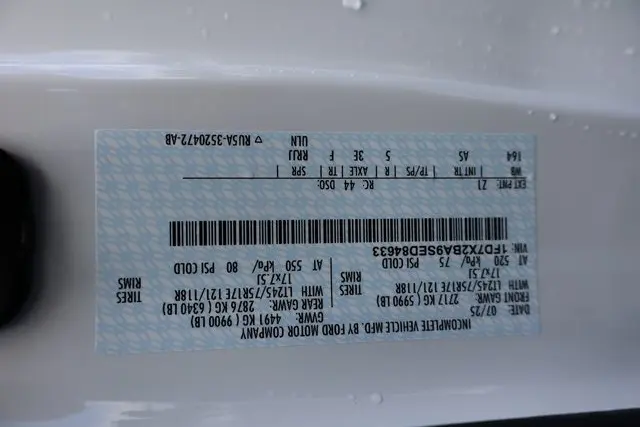 INCOMPLETE VEHICLE MFD. BY FORD MOTOR COMPANY
DATE: 07/25 GVWR: 4491 KG ( 9900 LB)
FRONT GAWR: 2717 KG ( 5990 LB) REAR GAWR: 2876 KG ( 6340 LB)
WITH LT245/75R17E 121/118R TIRES WITH LT245/75R17E 121/118R TIRES
17x7.5J RIMS 17x7.5J RIMS
AT 520 kPa/ 75 PSI COLD AT 550 kPa/ 80 PSI COLD
VIN: 1FD7X2BA9SED84633
EXT PNT: Z1 RC: 44 DSO:
WB INT TR TP/PS R AXLE TR SPR
164 AS 5 3E F RRJJ
ULN
▽ RU5A-3520472-AB